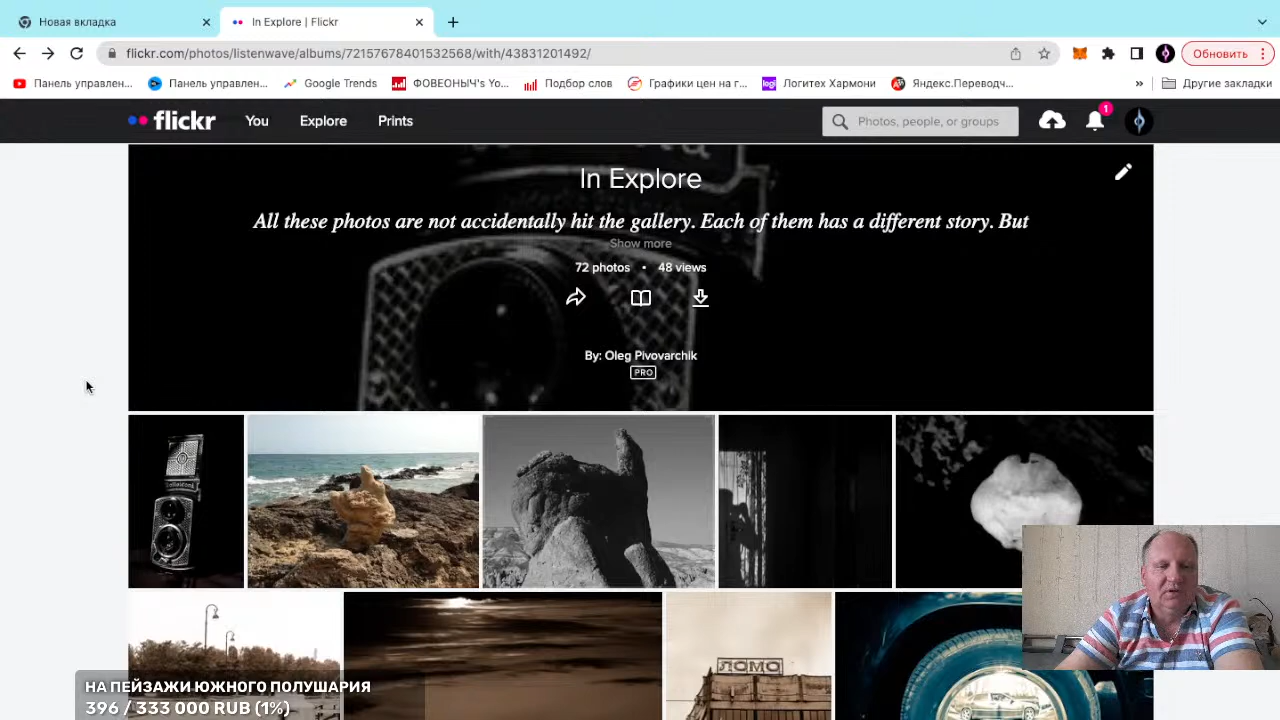 Новая вкладка
In Explore | Flickr
flickr.com/photos/listenwave/albums/72157678401532568/with/43831201492/
Обновить
Панель управлен...
Панель управлен...
Google Trends
ФОВЕОНЫЧ's Yo...
Подбор слов
Графики цен на г...
logi
Логитех Хармони
Яндекс.Переводч...
»
Другие закладки
flickr
You
Explore
Prints
Photos, people, or groups
1
In Explore
All these photos are not accidentally hit the gallery. Each of them has a different story. But
Show more
72 photos • 48 views
By: Oleg Pivovarchik
PRO
ЛОМО
НА ПЕЙЗАЖИ ЮЖНОГО ПОЛУШАРИЯ
396 / 333 000 RUB (1%)